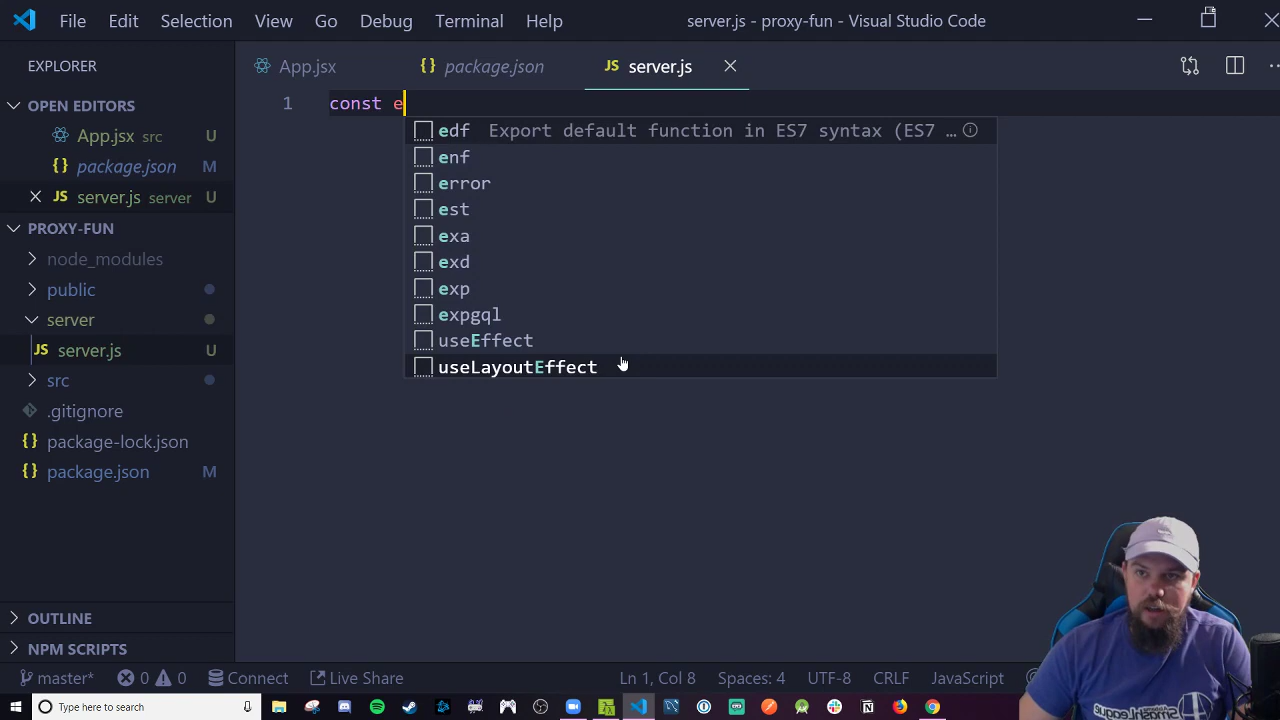 File Edit Selection View Go Debug Terminal Help server.js - proxy-fun - Visual Studio Code
EXPLORER
App.jsx
{} package.json
JS server.js
OPEN EDITORS
App.jsx src U
{} package.json M
JS server.js server U
PROXY-FUN
node_modules
public
server
JS server.js U
src
.gitignore
{} package-lock.json
{} package.json M
OUTLINE
NPM SCRIPTS
1 const e
edf Export default function in ES7 syntax (ES7 …
enf
error
est
exa
exd
exp
expgql
useEffect
useLayoutEffect
master* 0 0 Connect Live Share Ln 1, Col 8 Spaces: 4 UTF-8 CRLF JavaScript
Type here to search